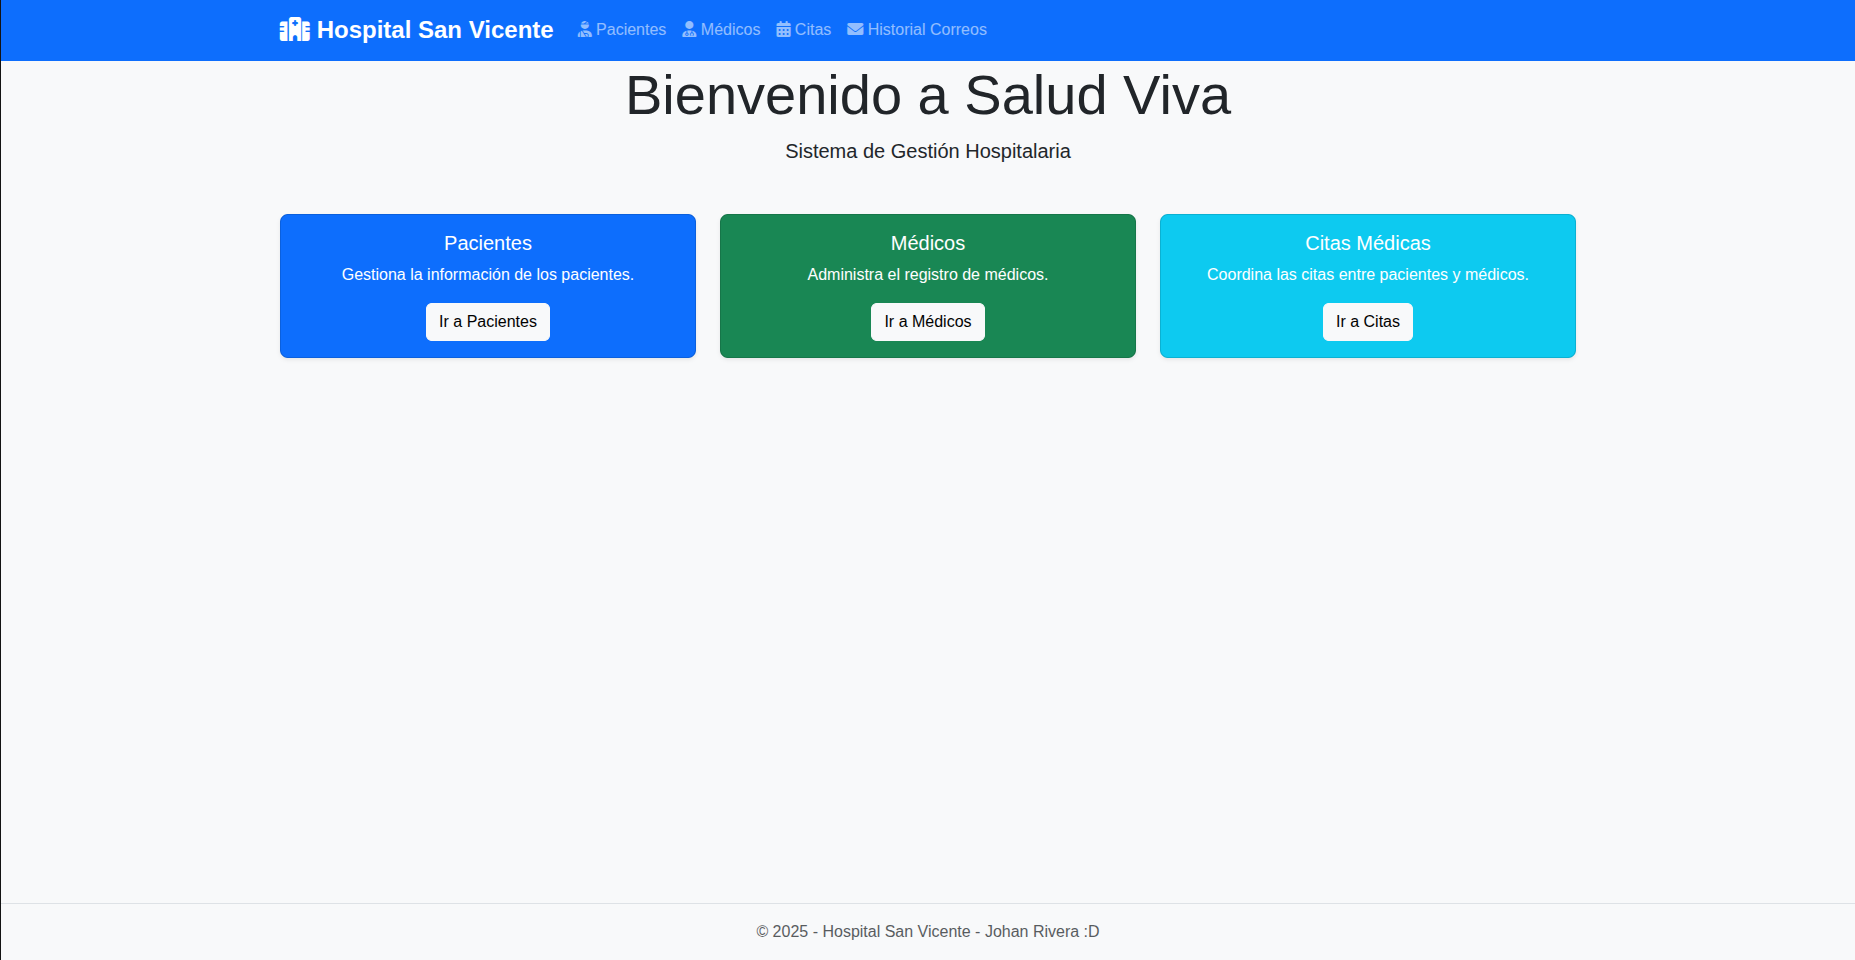 Hospital San Vicente Pacientes Médicos Citas Historial Correos
Bienvenido a Salud Viva
Sistema de Gestión Hospitalaria
Pacientes
Gestiona la información de los pacientes.
Ir a Pacientes
Médicos
Administra el registro de médicos.
Ir a Médicos
Citas Médicas
Coordina las citas entre pacientes y médicos.
Ir a Citas
© 2025 - Hospital San Vicente - Johan Rivera :D